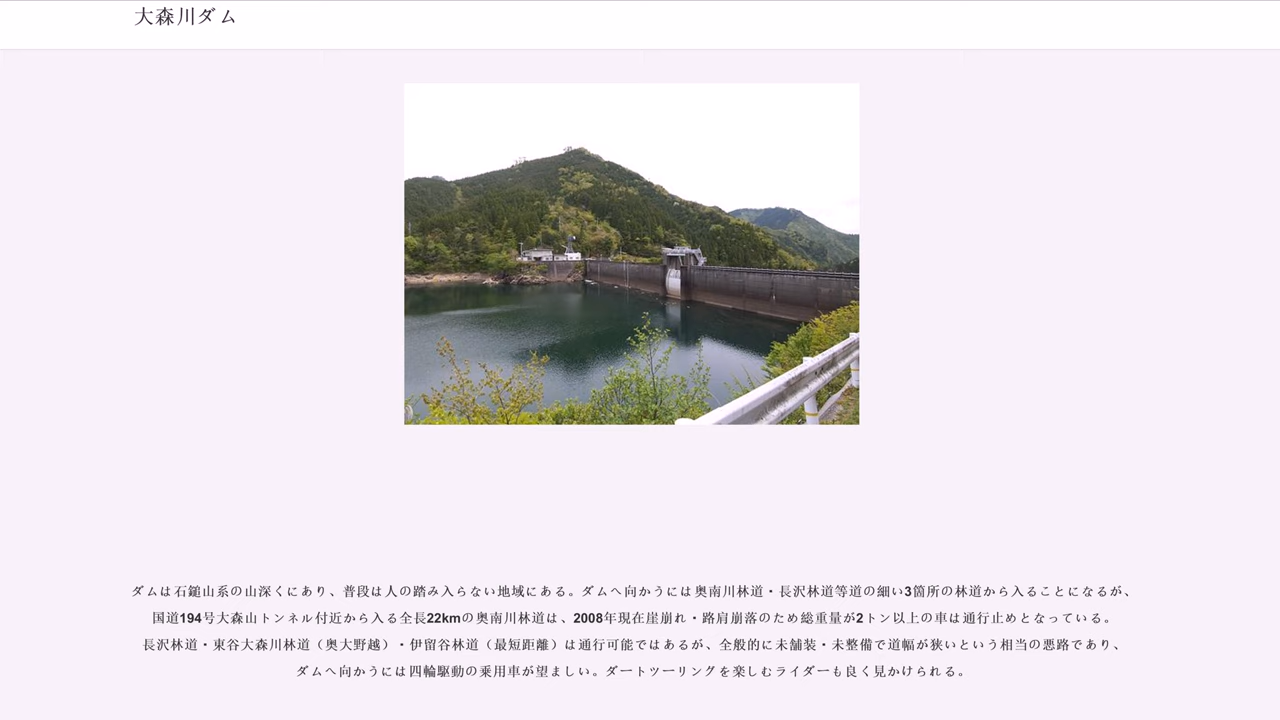 大森川ダム
ダムは石鎚山系の山深くにあり、普段は人の踏み入らない地域にある。ダムへ向かうには奥南川林道・長沢林道等道の細い3箇所の林道から入ることになるが、
国道194号大森山トンネル付近から入る全長22kmの奥南川林道は、2008年現在崖崩れ・路肩崩落のため総重量が2トン以上の車は通行止めとなっている。
長沢林道・東谷大森川林道（奥大野越）・伊留谷林道（最短距離）は通行可能ではあるが、全般的に未舗装・未整備で道幅が狭いという相当の悪路であり、
ダムへ向かうには四輪駆動の乗用車が望ましい。ダートツーリングを楽しむライダーも良く見かけられる。